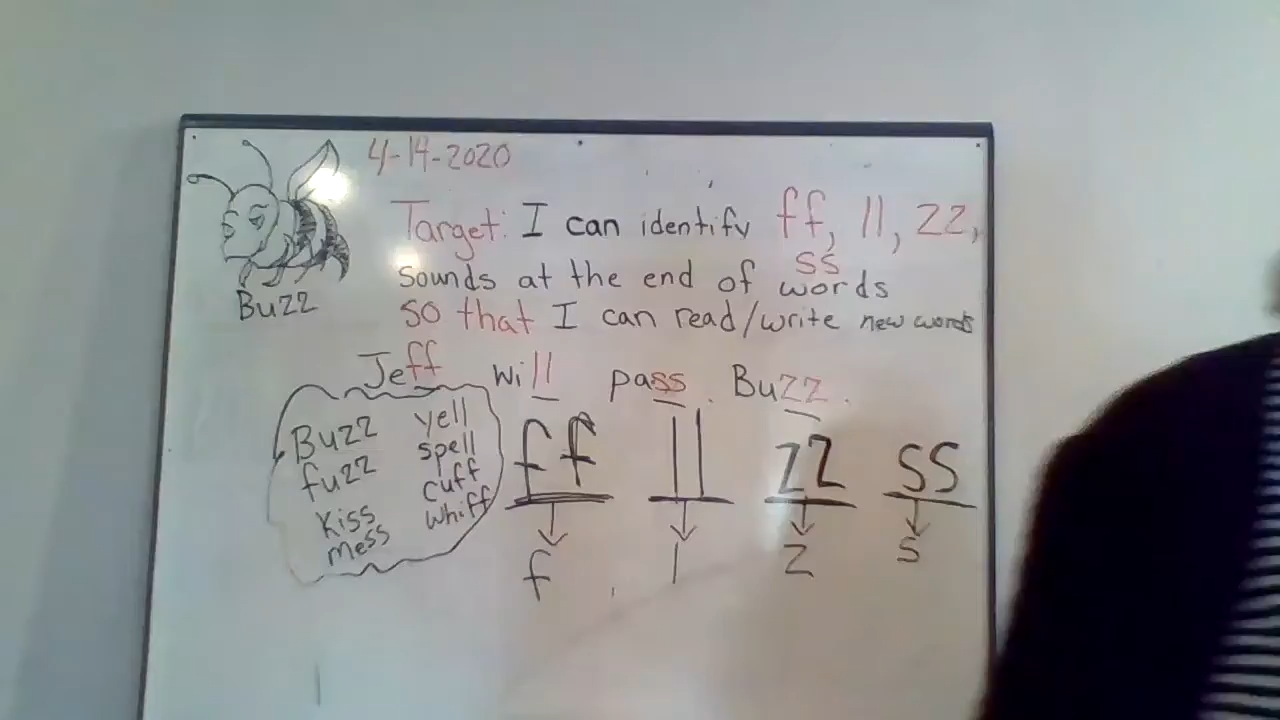 4-14-2020
Target: I can identify ff, ll, zz,
ss
sounds at the end of words
so that I can read/write new words
Buzz
Jeff will pass. Buzz.
Buzz yell
fuzz spell
Kiss cuff
mess whiff
ff ll zz ss
f l z s